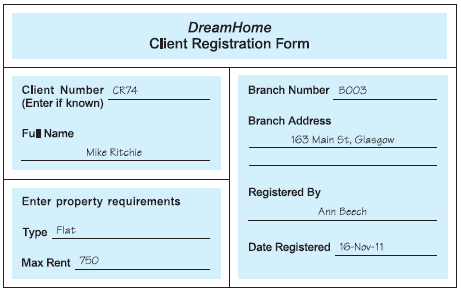 DreamHome
Client Registration Form
Client Number CR74
(Enter if known)
Full Name
Mike Ritchie
Enter property requirements
Type Flat
Max Rent 750
Branch Number B003
Branch Address
163 Main St, Glasgow
Registered By
Ann Beech
Date Registered 16-Nov-11